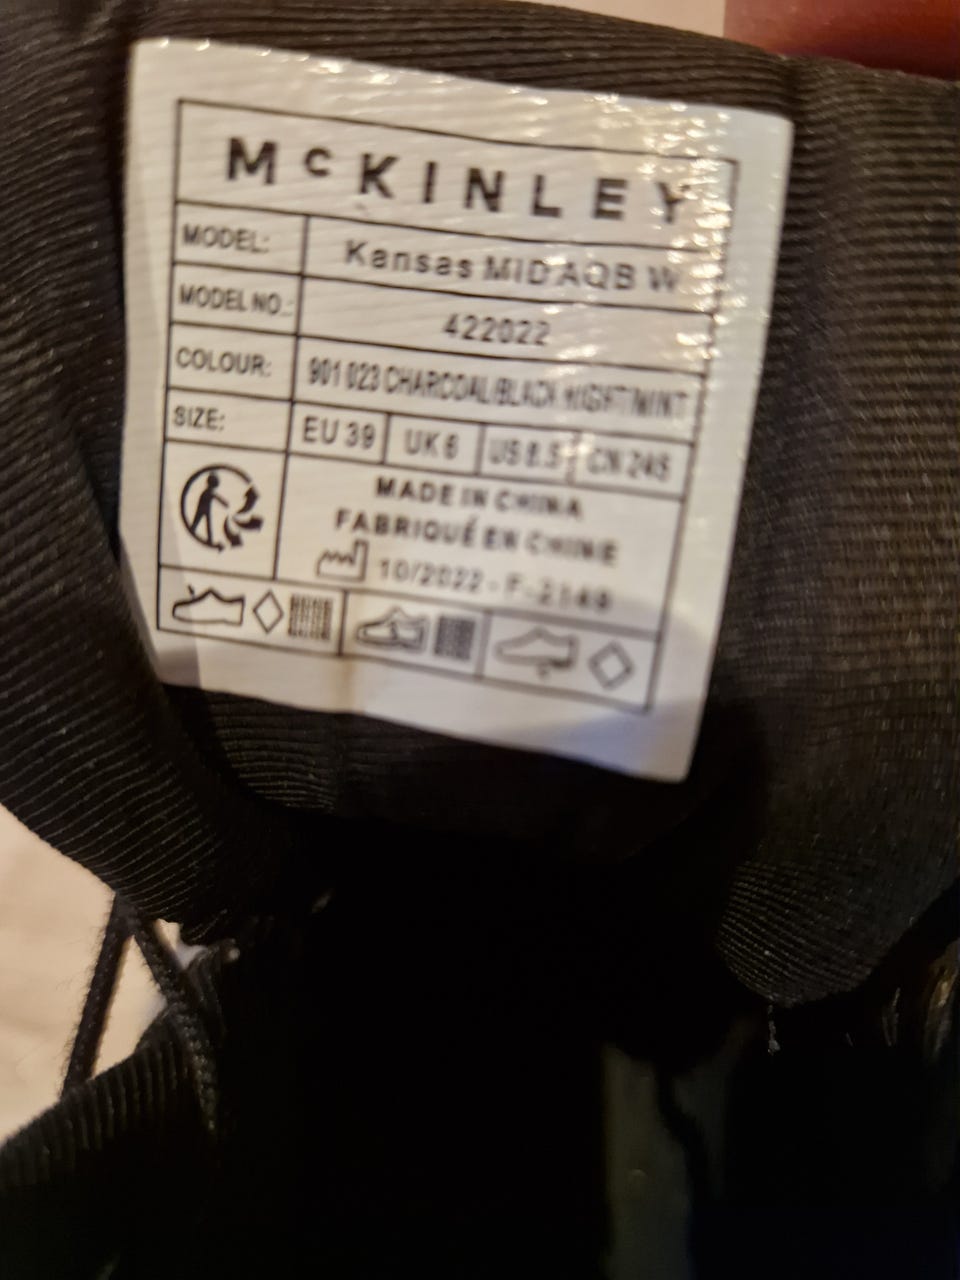 McKINLEY
MODEL: Kansas MID AQB W
MODEL NO.: 422022
COLOUR: 901 023 CHARCOAL/BLACK NIGHT/MINT
SIZE: EU 39 UK 6 US 8.5 CN 245
MADE IN CHINA
FABRIQUÉ EN CHINE
10/2022 - F-2149